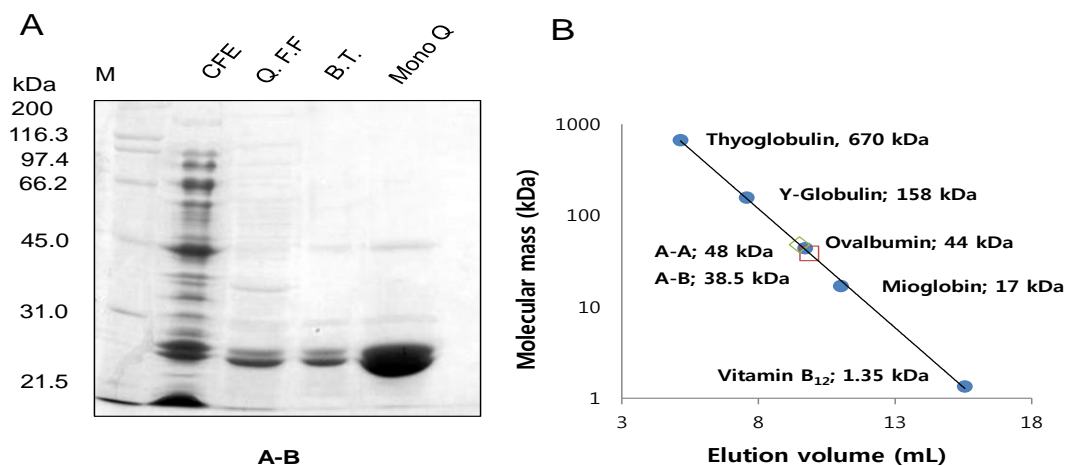 A
M
CFE
Q. F.F
B.T.
Mono Q
kDa
200
116.3
97.4
66.2
45.0
31.0
21.5
A-B
B
Molecular mass (kDa)
1000
100
10
1
Thyoglobulin, 670 kDa
Y-Globulin; 158 kDa
Ovalbumin; 44 kDa
A-A; 48 kDa
A-B; 38.5 kDa
Mioglobin; 17 kDa
Vitamin B₁₂; 1.35 kDa
3 8 13 18
Elution volume (mL)